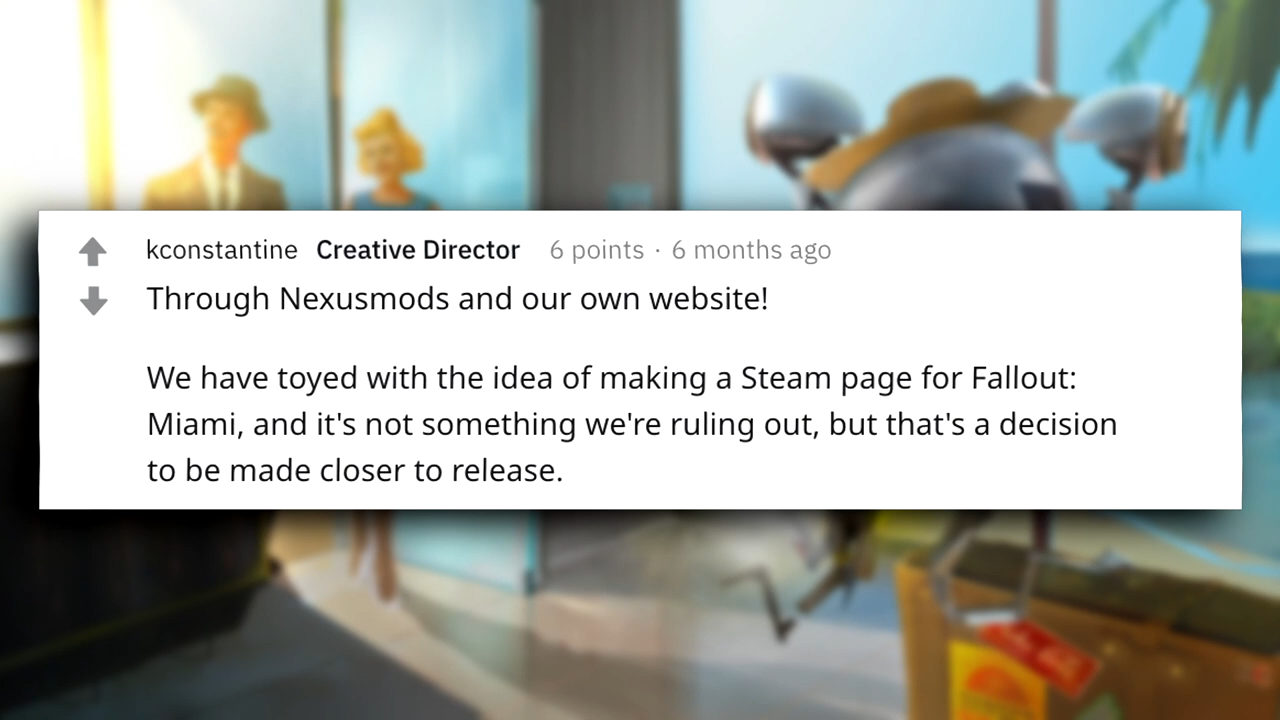 kconstantine Creative Director 6 points · 6 months ago
Through Nexusmods and our own website!
We have toyed with the idea of making a Steam page for Fallout:
Miami, and it's not something we're ruling out, but that's a decision
to be made closer to release.